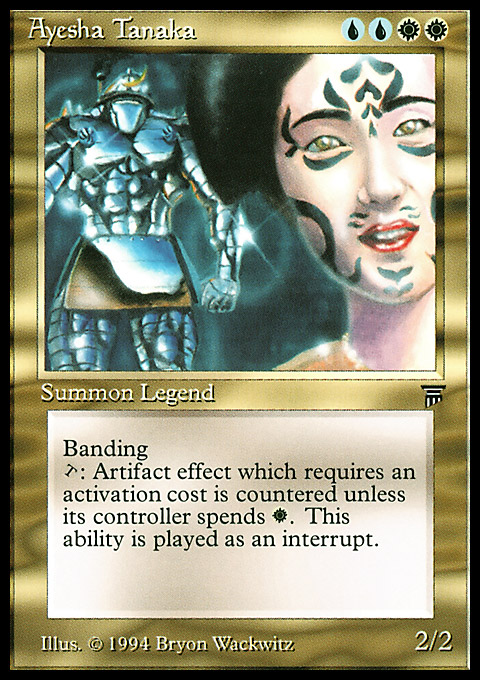 Ayesha Tanaka
Summon Legend
Banding
: Artifact effect which requires an
activation cost is countered unless
its controller spends . This
ability is played as an interrupt.
Illus. © 1994 Bryon Wackwitz 2/2